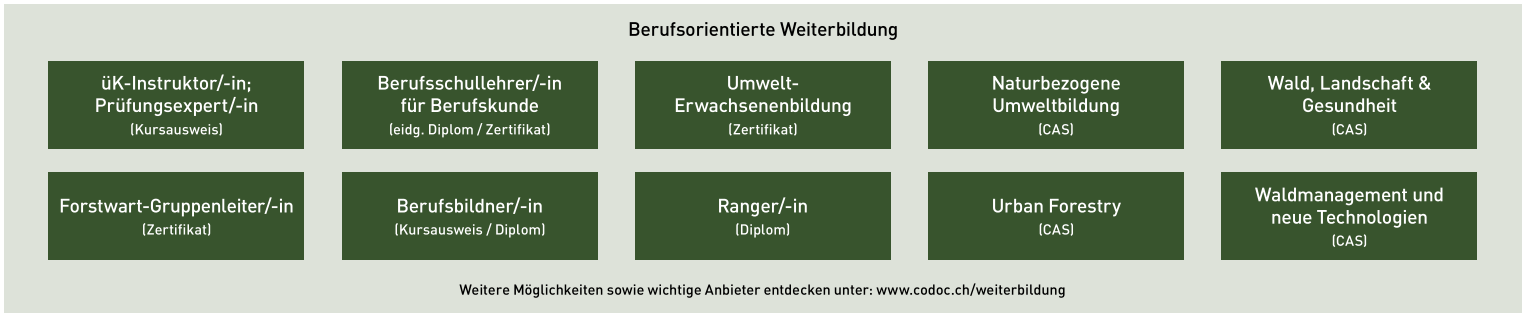 Berufsorientierte Weiterbildung
üK-Instruktor/-in;
Prüfungsexpert/-in
(Kursausweis)
Berufsschullehrer/-in
für Berufskunde
(eidg. Diplom / Zertifikat)
Umwelt-
Erwachsenenbildung
(Zertifikat)
Naturbezogene
Umweltbildung
(CAS)
Wald, Landschaft &
Gesundheit
(CAS)
Forstwart-Gruppenleiter/-in
(Zertifikat)
Berufsbildner/-in
(Kursausweis / Diplom)
Ranger/-in
(Diplom)
Urban Forestry
(CAS)
Waldmanagement und
neue Technologien
(CAS)
Weitere Möglichkeiten sowie wichtige Anbieter entdecken unter: www.codoc.ch/weiterbildung